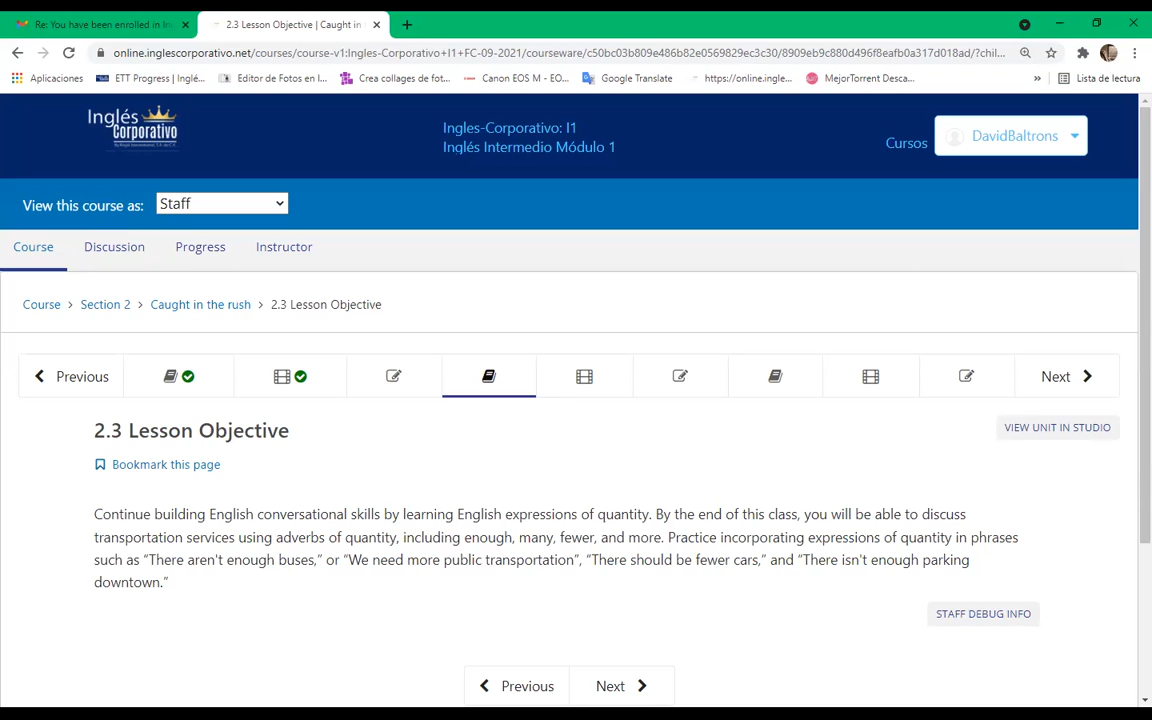 Re: You have been enrolled in In
2.3 Lesson Objective | Caught in
online.inglescorporativo.net/courses/course-v1:Ingles-Corporativo+I1+FC-09-2021/courseware/c50bc03b809e486b82e0569829ec3c30/8909eb9c880d496f8eafb0a317d018ad/?chil...
Aplicaciones ETT Progress | Inglé... Editor de Fotos en l... Crea collages de fot... Canon EOS M - EO... Google Translate https://online.ingle... MejorTorrent Desca... » Lista de lectura
Inglés
Corporativo
Ingles-Corporativo: I1
Inglés Intermedio Módulo 1
Cursos
DavidBaltrons
View this course as: Staff
Course Discussion Progress Instructor
Course > Section 2 > Caught in the rush > 2.3 Lesson Objective
Previous Next
2.3 Lesson Objective
VIEW UNIT IN STUDIO
Bookmark this page
Continue building English conversational skills by learning English expressions of quantity. By the end of this class, you will be able to discuss
transportation services using adverbs of quantity, including enough, many, fewer, and more. Practice incorporating expressions of quantity in phrases
such as “There aren't enough buses,” or “We need more public transportation”, “There should be fewer cars,” and “There isn't enough parking
downtown.”
STAFF DEBUG INFO
Previous Next